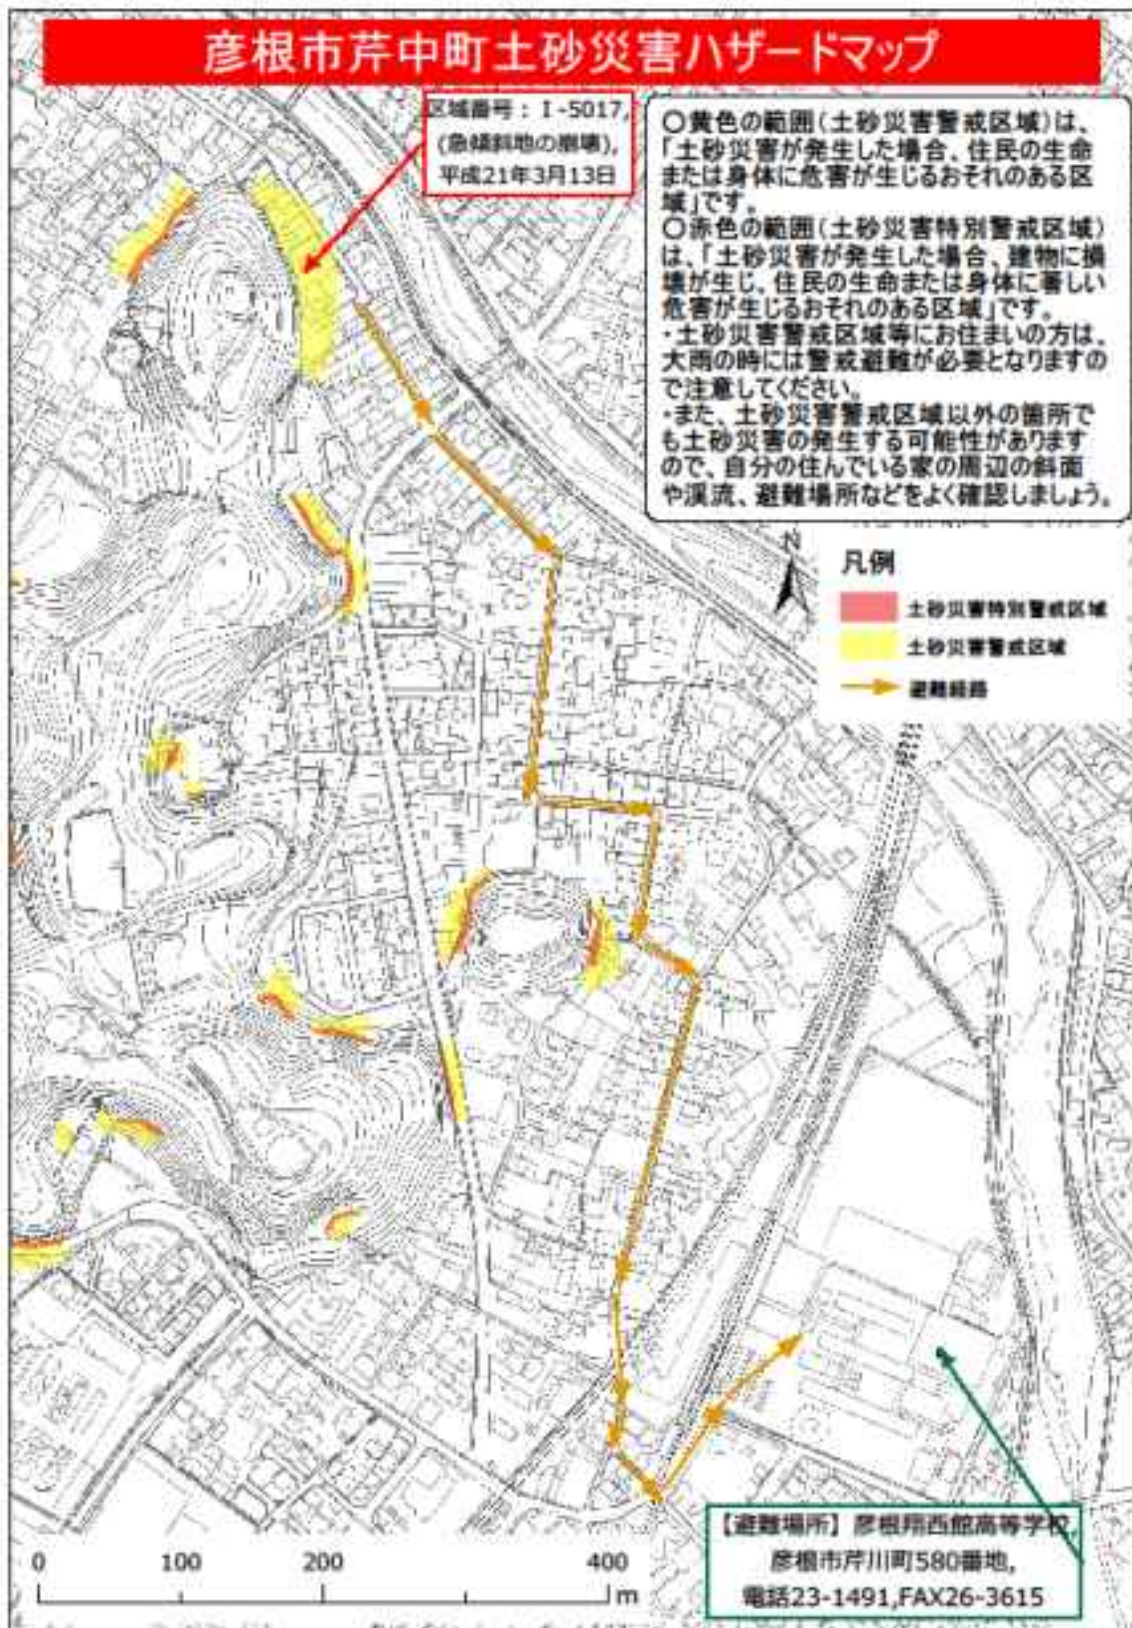 彦根市芹中町土砂災害ハザードマップ
区域番号:Ⅰ-5017,
(急傾斜地の崩壊),
平成21年3月13日
〇黄色の範囲(土砂災害警戒区域)は、
「土砂災害が発生した場合、住民の生命
または身体に危害が生じるおそれのある区
域」です。
〇赤色の範囲(土砂災害特別警戒区域)
は、「土砂災害が発生した場合、建物に損
壊が生じ、住民の生命または身体に著しい
危害が生じるおそれのある区域」です。
・土砂災害警戒区域等にお住まいの方は、
大雨の時には警戒避難が必要となりますの
で注意してください。
・また、土砂災害警戒区域以外の箇所で
も土砂災害の発生する可能性があります
ので、自分の住んでいる家の周辺の斜面
や渓流、避難場所などをよく確認しましょう。
N
凡例
土砂災害特別警戒区域
土砂災害警戒区域
避難経路
【避難場所】彦根翔西館高等学校,
彦根市芹川町580番地,
電話23-1491,FAX26-3615
0 100 200 400
m